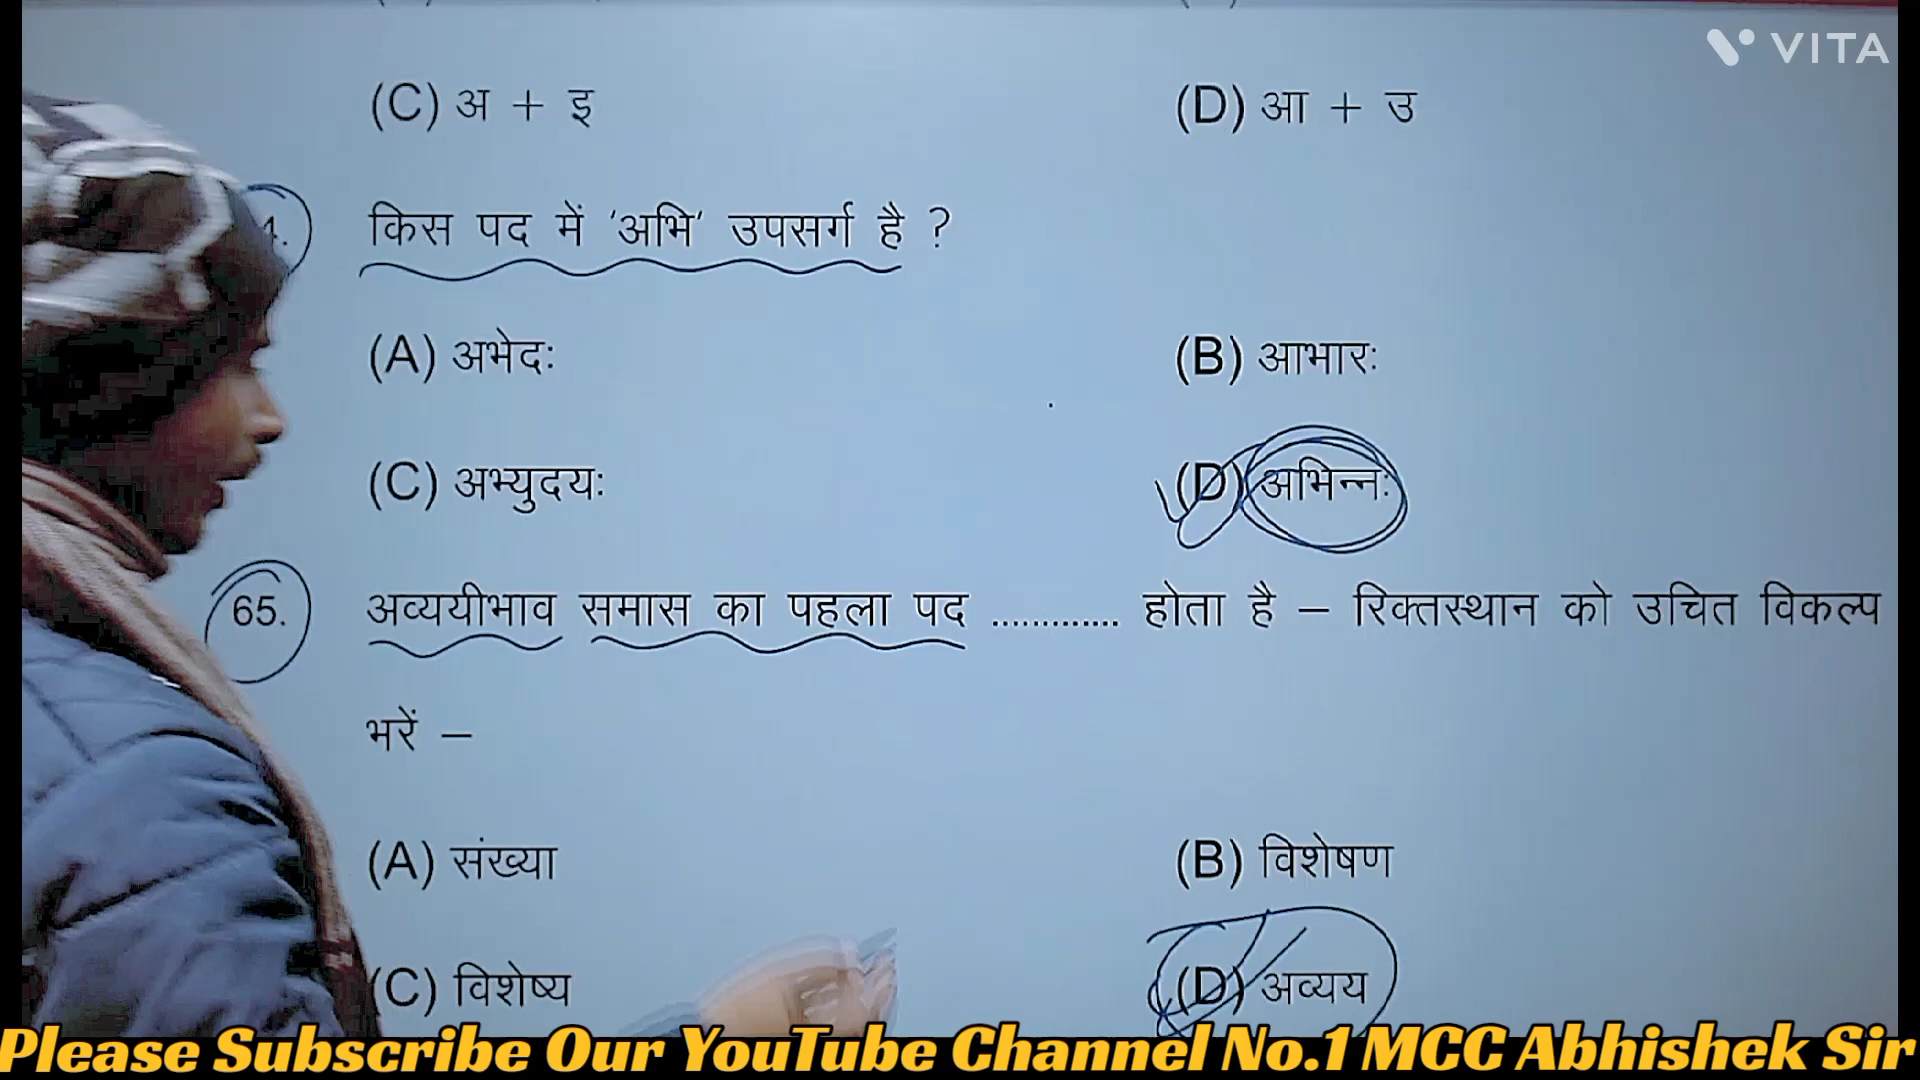 VITA
(C) अ + इ (D) आ + उ
4. किस पद में 'अभि' उपसर्ग है ?
(A) अभेदः (B) आभारः
(C) अभ्युदयः (D) अभिन्नः
65. अव्ययीभाव समास का पहला पद ............. होता है – रिक्तस्थान को उचित विकल्प
भरें –
(A) संख्या (B) विशेषण
(C) विशेष्य (D) अव्यय
Please Subscribe Our YouTube Channel No.1 MCC Abhishek Sir